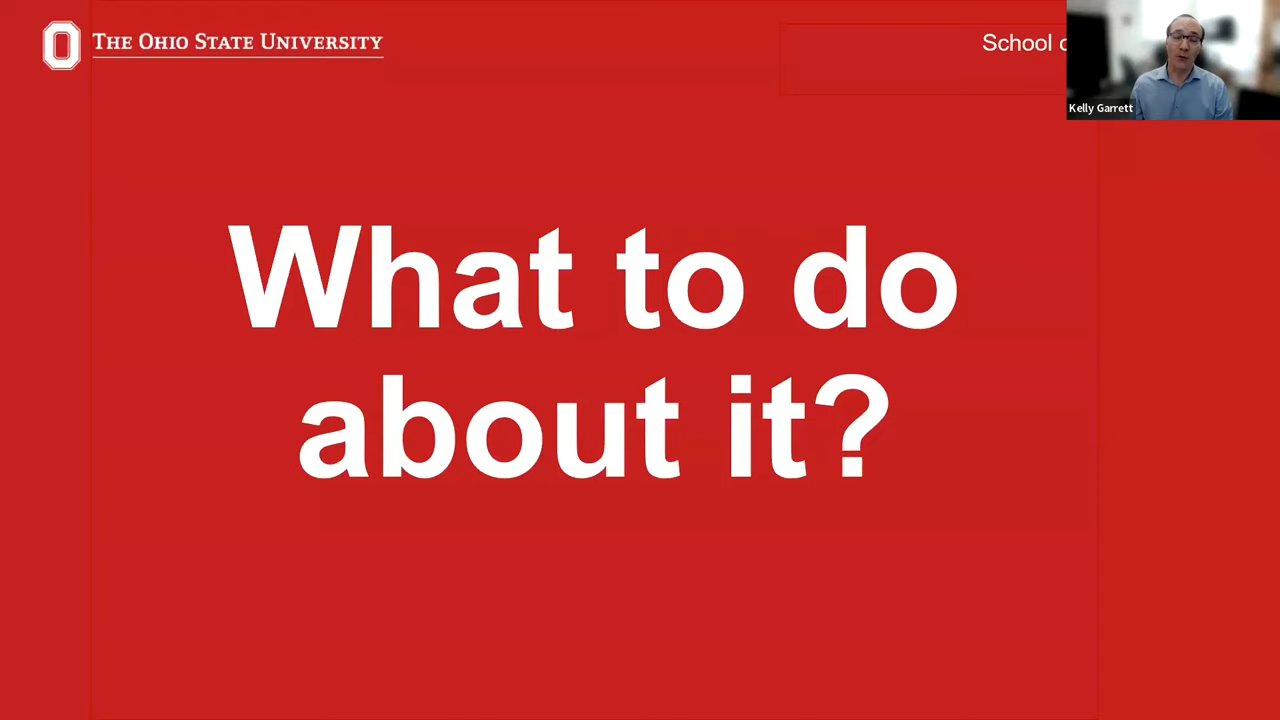 THE OHIO STATE UNIVERSITY
School
Kelly Garrett
What to do
about it?